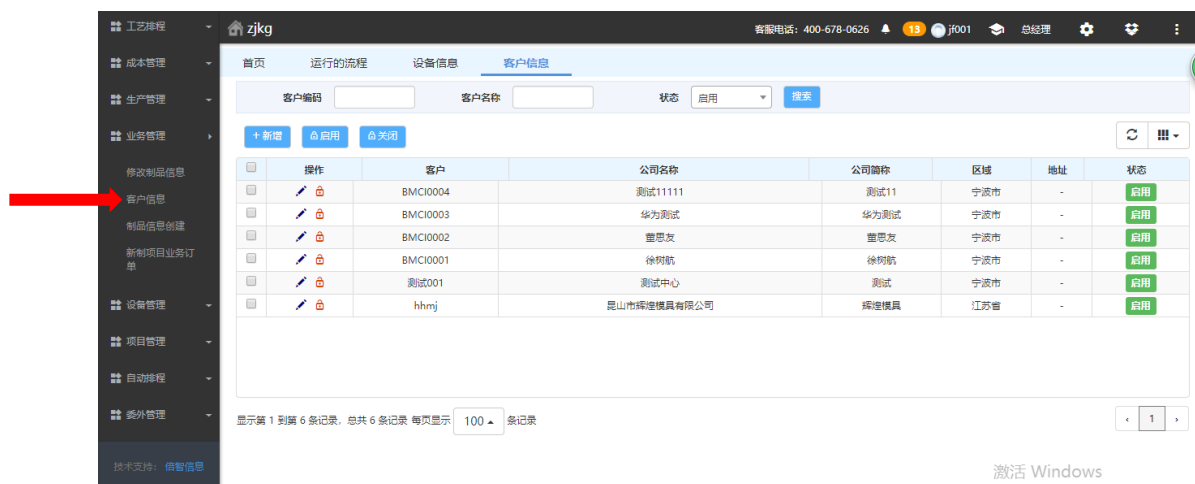 工艺排程
zjkg
客服电话：400-678-0626
13
jf001
总经理
成本管理
首页
运行的流程
设备信息
客户信息
生产管理
客户编码
客户名称
状态
启用
搜索
业务管理
+新增
启用
关闭
修改制品信息
客户信息
制品信息创建
新制项目业务订
单
设备管理
项目管理
自动排程
委外管理
技术支持：信智信息
操作 客户 公司名称 公司简称 区域 地址 状态
BMCI0004 测试11111 测试11 宁波市 - 启用
BMCI0003 华为测试 华为测试 宁波市 - 启用
BMCI0002 董思友 董思友 宁波市 - 启用
BMCI0001 徐树航 徐树航 宁波市 - 启用
测试001 测试中心 测试 宁波市 - 启用
hhmj 昆山市辉煌模具有限公司 辉煌模具 江苏省 - 启用
显示第 1 到第 6 条记录，总共 6 条记录 每页显示 100 条记录
‹ 1 ›
激活 Windows